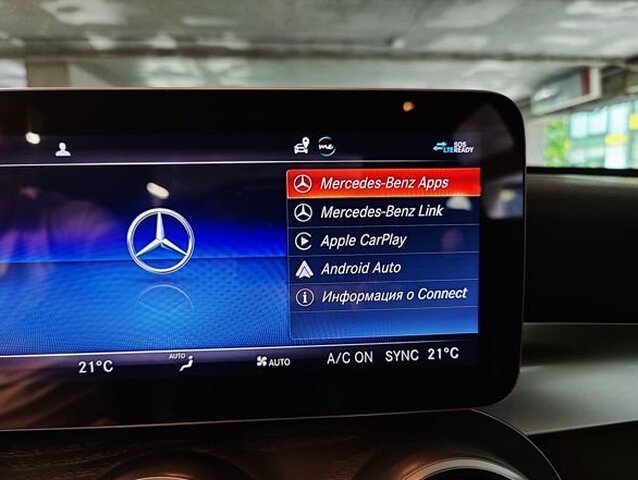 me
SOS
LTE READY
Mercedes-Benz Apps
Mercedes-Benz Link
Apple CarPlay
Android Auto
Информация о Connect
21°C
AUTO
AUTO
A/C ON
SYNC
21°C